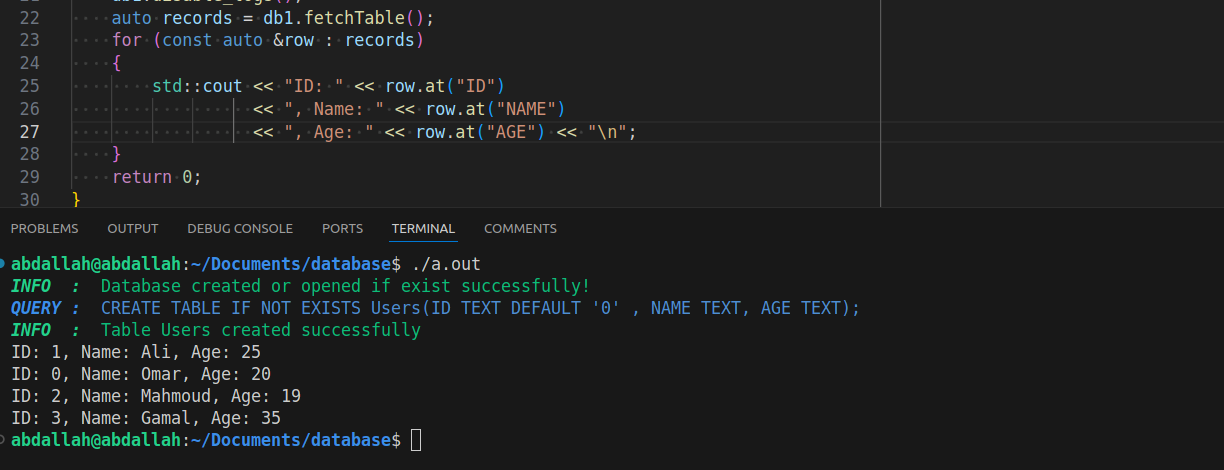 22 auto records = db1.fetchTable();
23 for (const auto &row : records)
24 {
25 std::cout << "ID: " << row.at("ID")
26 << ", Name: " << row.at("NAME")
27 << ", Age: " << row.at("AGE") << "\n";
28 }
29 return 0;
30 }
PROBLEMS OUTPUT DEBUG CONSOLE PORTS TERMINAL COMMENTS
abdallah@abdallah:~/Documents/database$ ./a.out
INFO : Database created or opened if exist successfully!
QUERY : CREATE TABLE IF NOT EXISTS Users(ID TEXT DEFAULT '0' , NAME TEXT, AGE TEXT);
INFO : Table Users created successfully
ID: 1, Name: Ali, Age: 25
ID: 0, Name: Omar, Age: 20
ID: 2, Name: Mahmoud, Age: 19
ID: 3, Name: Gamal, Age: 35
abdallah@abdallah:~/Documents/database$